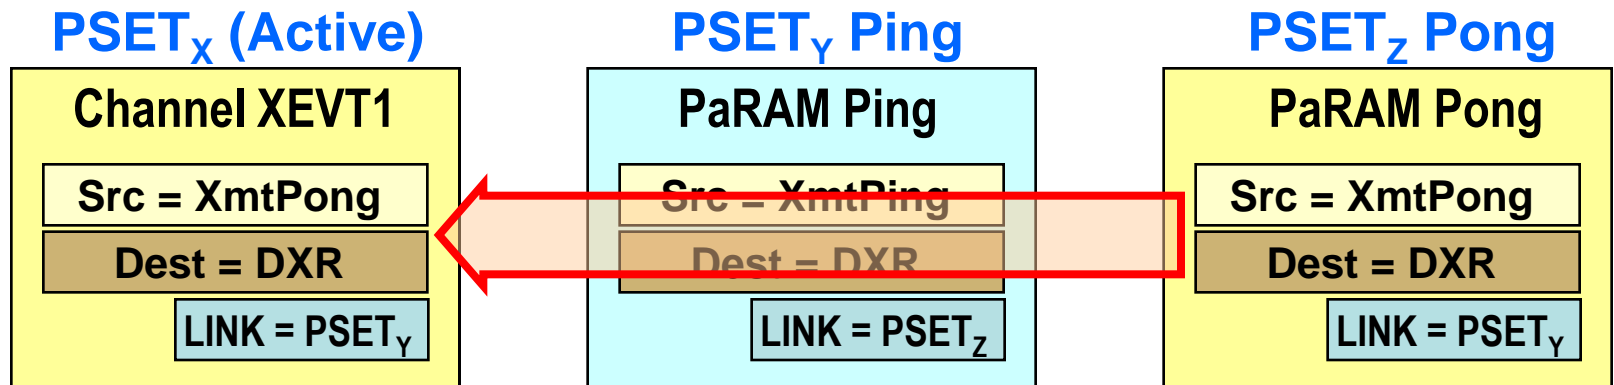 PSETX (Active)
Channel XEVT1
Src = XmtPong
Dest = DXR
LINK = PSETY
PSETY Ping
PaRAM Ping
Src = XmtPing
Dest = DXR
LINK = PSETZ
PSETZ Pong
PaRAM Pong
Src = XmtPong
Dest = DXR
LINK = PSETY